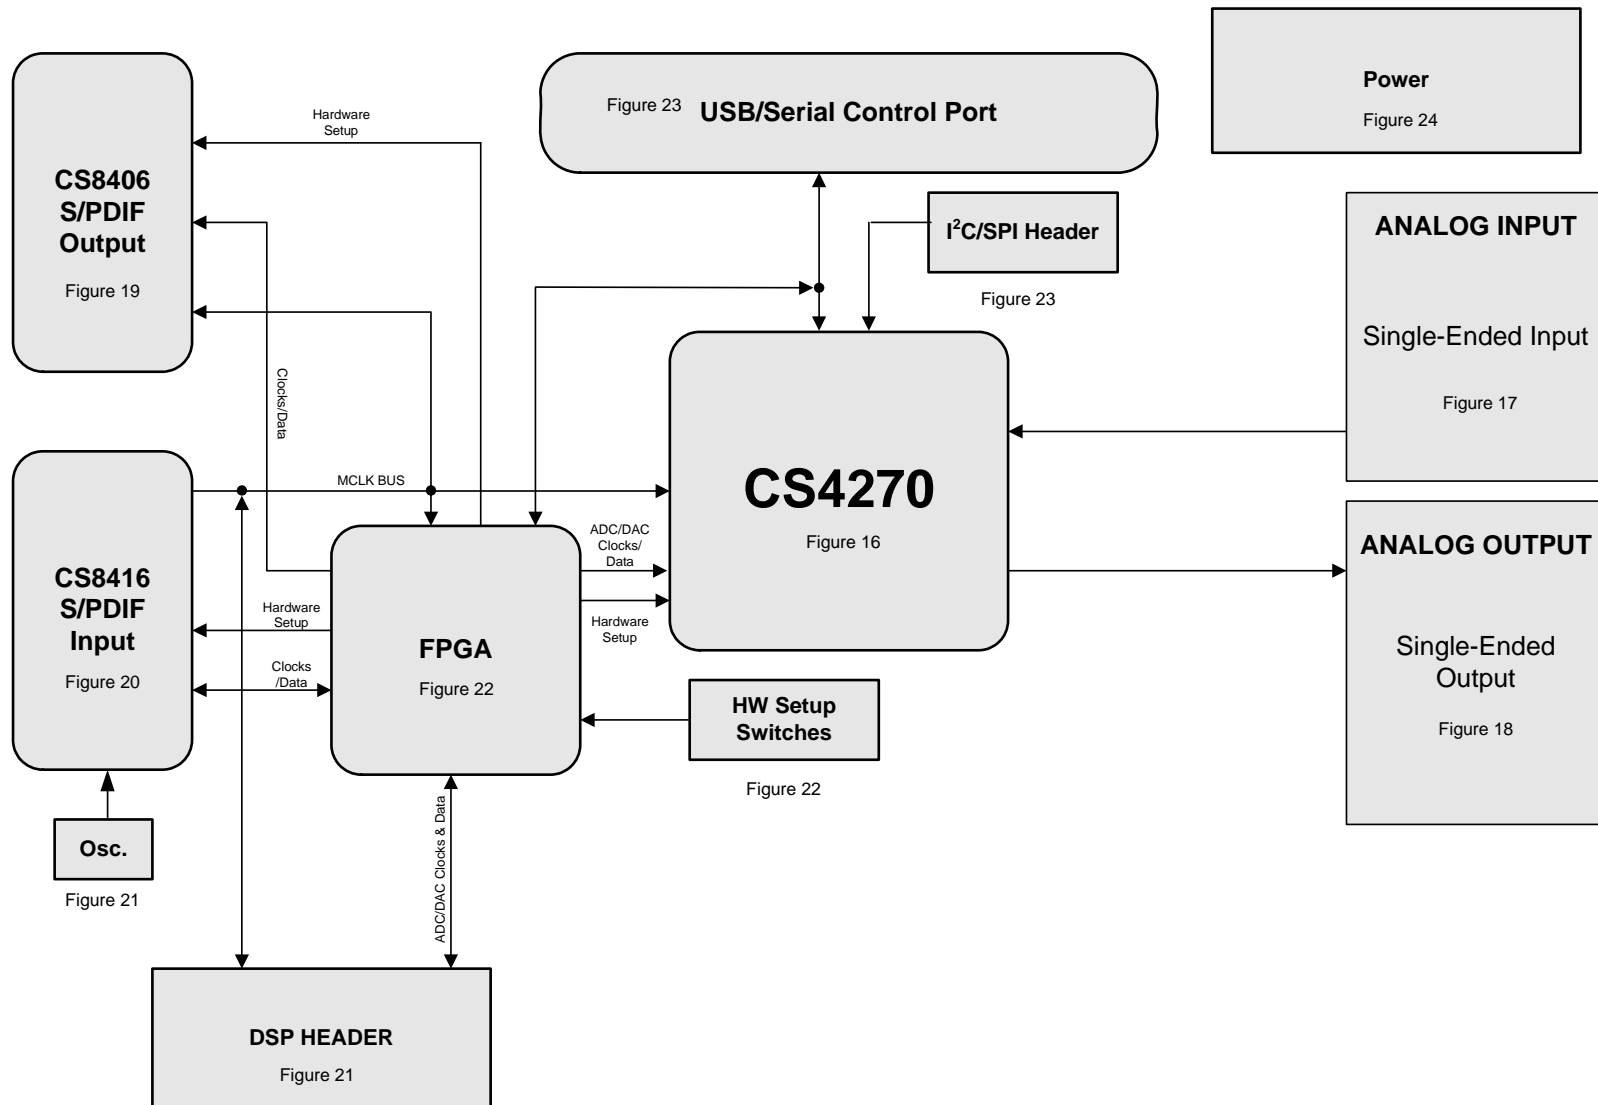 Power
Figure 24
Figure 23
USB/Serial Control Port
Hardware
Setup
CS8406
S/PDIF
Output
Figure 19
I²C/SPI Header
Figure 23
ANALOG INPUT
Single-Ended Input
Figure 17
Clocks/Data
MCLK BUS
CS4270
Figure 16
ADC/DAC
Clocks/
Data
Hardware
Setup
ANALOG OUTPUT
Single-Ended
Output
Figure 18
CS8416
S/PDIF
Input
Figure 20
Hardware
Setup
Clocks
/Data
FPGA
Figure 22
HW Setup
Switches
Figure 22
Osc.
Figure 21
ADC/DAC Clocks & Data
DSP HEADER
Figure 21